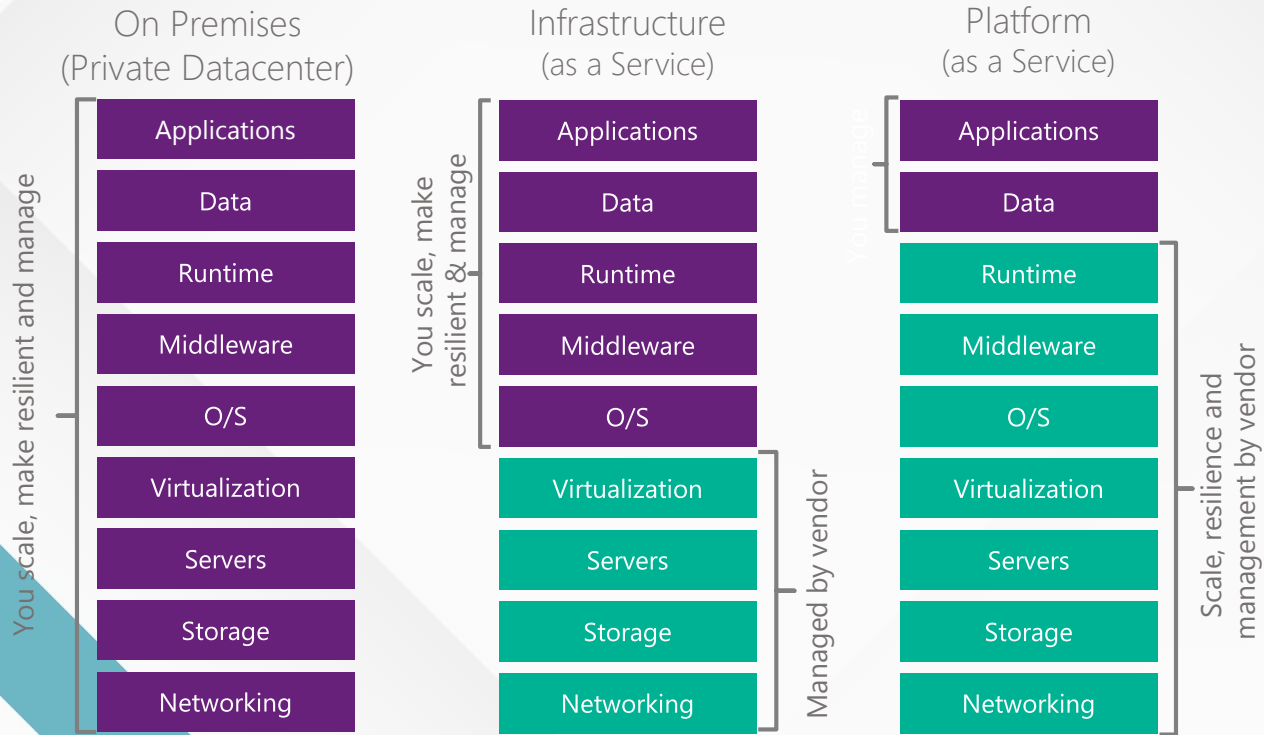 On Premises
(Private Datacenter)
You scale, make resilient and manage
Applications
Data
Runtime
Middleware
O/S
Virtualization
Servers
Storage
Networking
Infrastructure
(as a Service)
You scale, make
resilient & manage
Applications
Data
Runtime
Middleware
O/S
Virtualization
Servers
Storage
Networking
Managed by vendor
Platform
(as a Service)
You manage
Applications
Data
Runtime
Middleware
O/S
Virtualization
Servers
Storage
Networking
Scale, resilience and
management by vendor